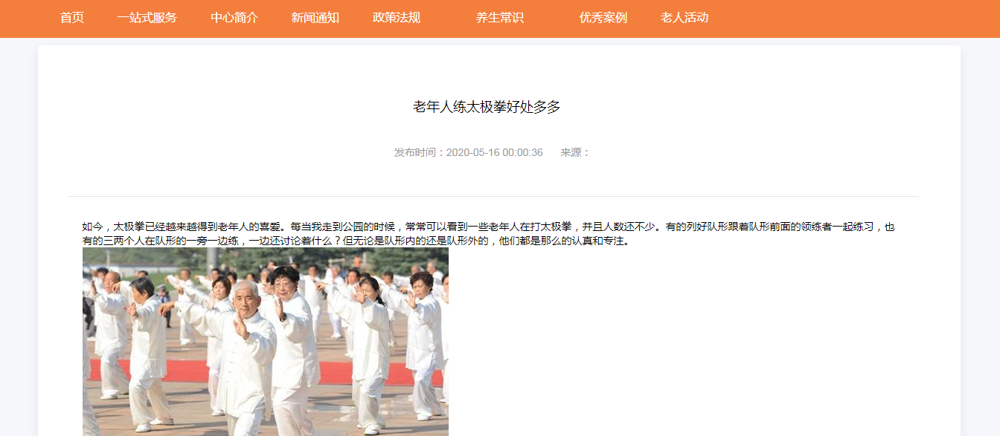 首页 一站式服务 中心简介 新闻通知 政策法规 养生常识 优秀案例 老人活动
老年人练太极拳好处多多
发布时间：2020-05-16 00:00:36 来源：
如今，太极拳已经越来越得到老年人的喜爱。每当我走到公园的时候，常常可以看到一些老年人在打太极拳，并且人数还不少。有的列好队形跟着队形前面的领练者一起练习，也
有的三两个人在队形的一旁一边练，一边还讨论着什么？但无论是队形内的还是队形外的，他们都是那么的认真和专注。